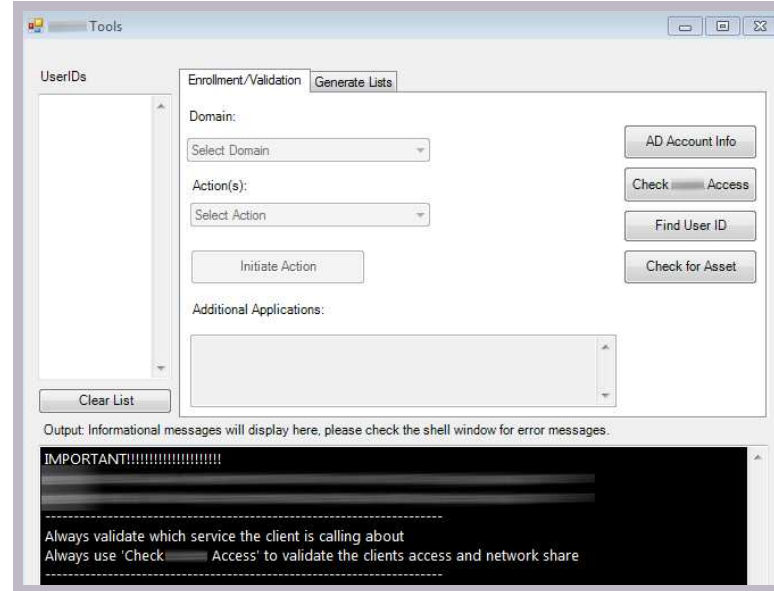 Tools
UserIDs
Enrollment/Validation
Generate Lists
Domain:
Select Domain
Action(s):
Select Action
Initiate Action
Additional Applications:
AD Account Info
Check Access
Find User ID
Check for Asset
Clear List
Output: Informational messages will display here, please check the shell window for error messages.
IMPORTANT!!!!!!!!!!!!!!!!!!!!!
--------------------------------------------------------------------
Always validate which service the client is calling about
Always use 'Check Access' to validate the clients access and network share
--------------------------------------------------------------------